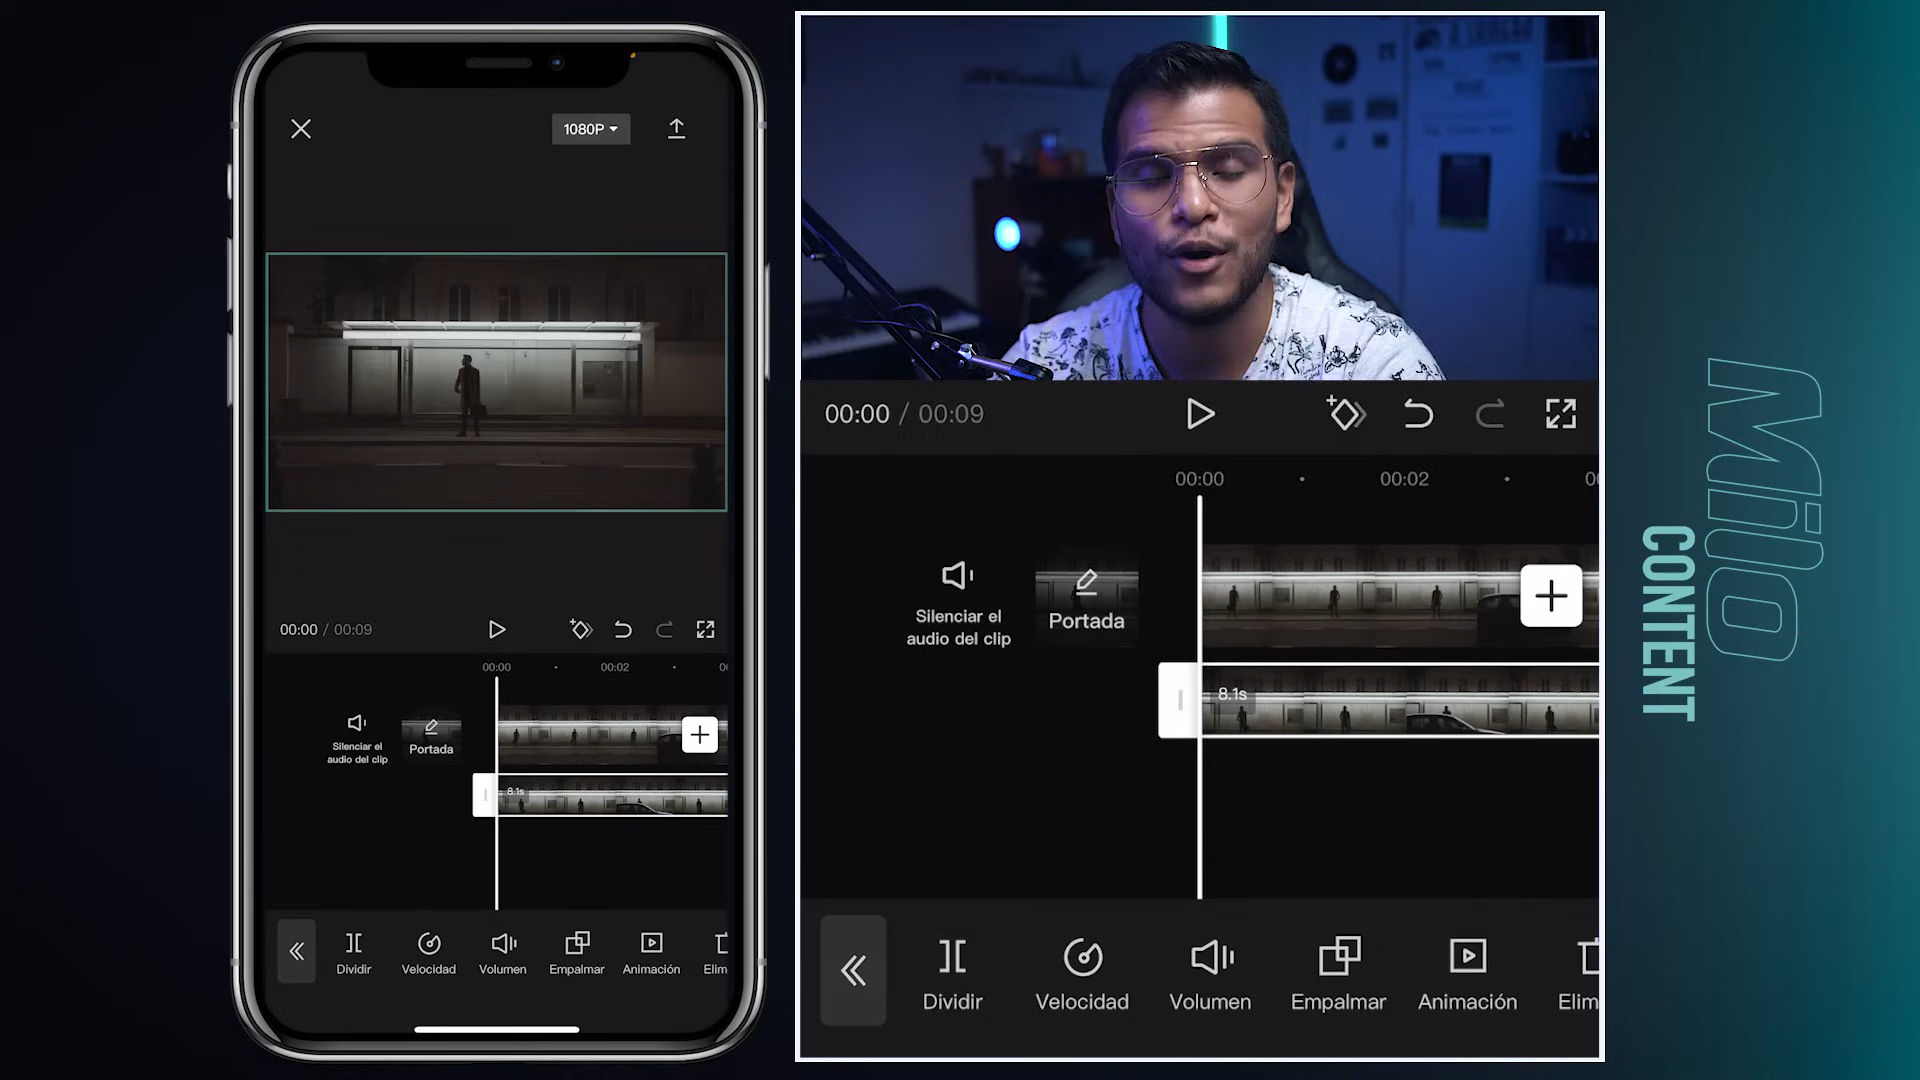 1080P
00:00 / 00:09
00:00
00:02
Silenciar el
audio del clip
Portada
8.1s
Dividir
Velocidad
Volumen
Empalmar
Animación
Elim
00:00 / 00:09
00:00
00:02
Silenciar el
audio del clip
Portada
8.1s
Dividir
Velocidad
Volumen
Empalmar
Animación
Elim
Milo
CONTENT